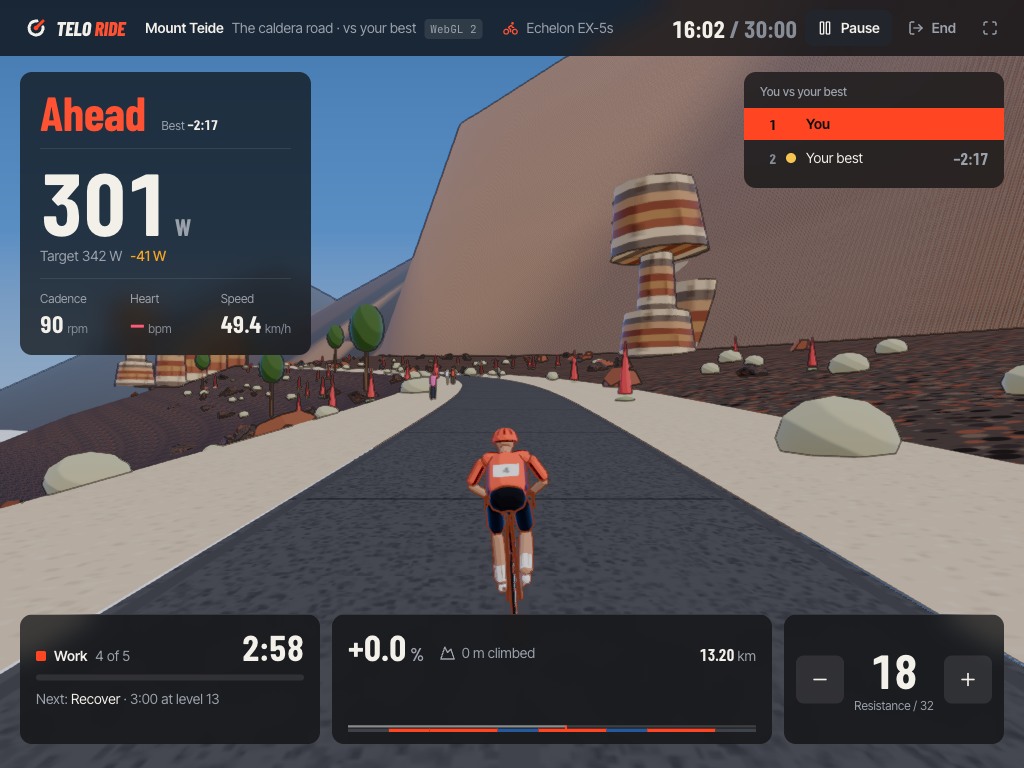 TELO RIDE Mount Teide The caldera road · vs your best WebGL 2 Echelon EX-5s 16:02 / 30:00 Pause End
Ahead Best −2:17
301 W
Target 342 W -41 W
Cadence Heart Speed
90 rpm – bpm 49.4 km/h
You vs your best
1 You
2 Your best −2:17
4
Work 4 of 5 2:58
Next: Recover · 3:00 at level 13
+0.0 % 0 m climbed 13.20 km
− 18 +
Resistance / 32